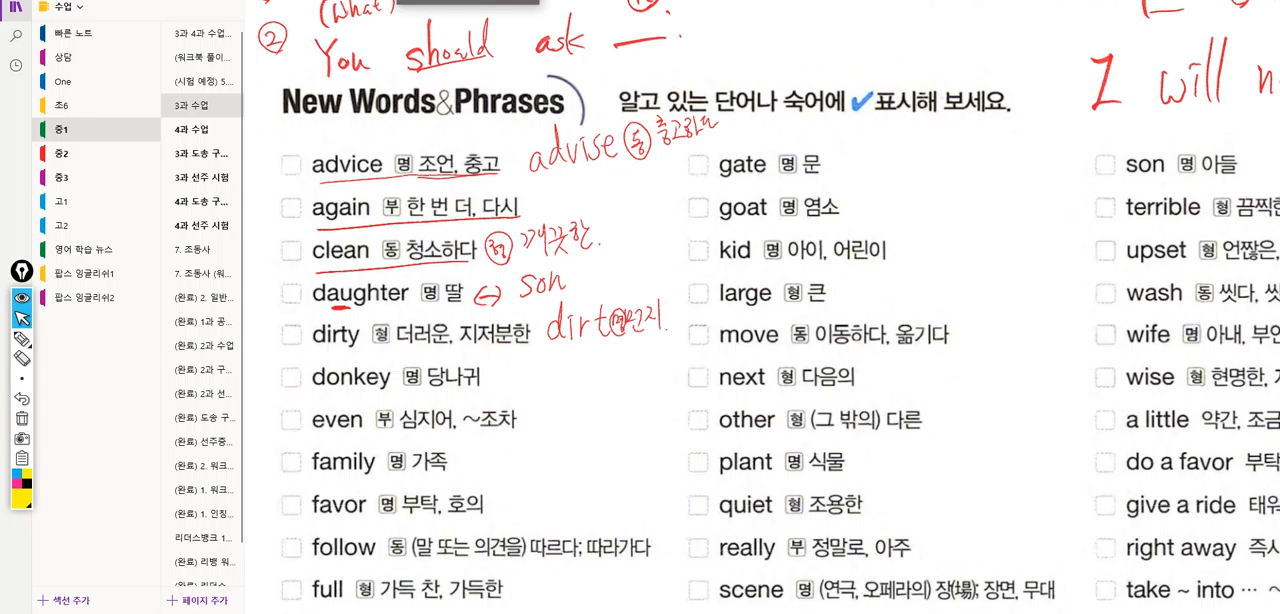 수업
빠른 노트
상담
One
초6
중1
중2
중3
고1
고2
영어 학습 뉴스
팝스 잉글리쉬1
팝스 잉글리쉬2
섹션 추가
3과 4과 수업...
(워크북 풀이...
(시험 예정) 5....
3과 수업
4과 수업
3과 도송 구...
3과 선주 시험
4과 도송 구...
4과 선주 시험
7. 조동사
7. 조동사 (워...
(완료) 2. 일반...
(완료) 1과 공...
(완료) 2과 수업
(완료) 2과 구...
(완료) 2과 선...
(완료) 도송 구...
(완료) 선주중...
(완료) 2. 워크...
(완료) 1. 워크...
(완료) 1. 인칭...
리더스뱅크 1...
(완료) 리뱅 워...
(완료) 리더스
페이지 추가
(What)
② You should ask
I will
New Words&Phrases
알고 있는 단어나 숙어에 ✔표시해 보세요.
advice 명 조언, 충고 advise 동 충고하다
again 부 한 번 더, 다시
clean 동 청소하다 형 깨끗한.
daughter 명 딸 ↔ son
dirty 형 더러운, 지저분한 dirt 명 먼지.
donkey 명 당나귀
even 부 심지어, ~조차
family 명 가족
favor 명 부탁, 호의
follow 동 (말 또는 의견을) 따르다; 따라가다
full 형 가득 찬, 가득한
gate 명 문
goat 명 염소
kid 명 아이, 어린이
large 형 큰
move 동 이동하다, 옮기다
next 형 다음의
other 형 (그 밖의) 다른
plant 명 식물
quiet 형 조용한
really 부 정말로, 아주
scene 명 (연극, 오페라의) 장(場); 장면, 무대
son 명 아들
terrible 형 끔찍한
upset 형 언짢은,
wash 동 씻다,
wife 명 아내,
wise 형 현명한,
a little 약간, 조금
do a favor 부탁
give a ride 태워
right away 즉시
take ~ into … ~